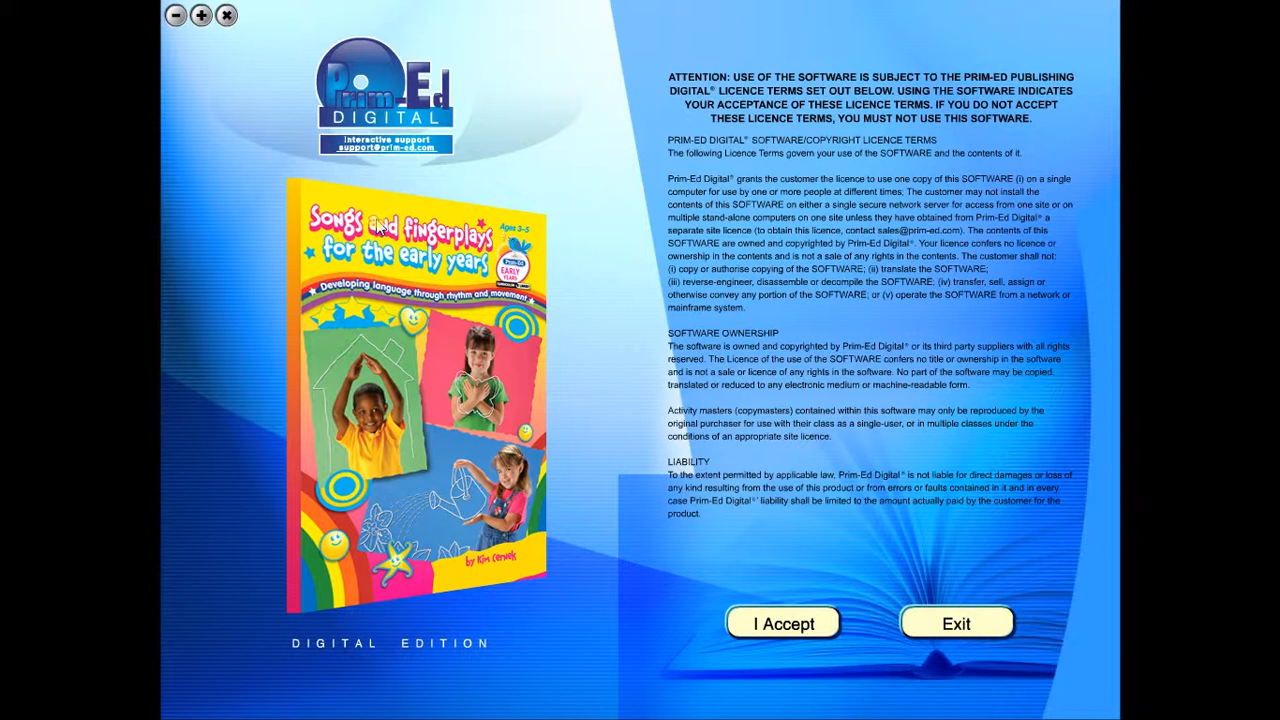 Prim-Ed
DIGITAL
interactive support
support@prim-ed.com
Songs and fingerplays
for the early years
Ages 3-5
Prim-Ed
EARLY
YEARS
Developing language through rhythm and movement
by Kim Cernek
DIGITAL EDITION
ATTENTION: USE OF THE SOFTWARE IS SUBJECT TO THE PRIM-ED PUBLISHING
DIGITAL® LICENCE TERMS SET OUT BELOW. USING THE SOFTWARE INDICATES
YOUR ACCEPTANCE OF THESE LICENCE TERMS. IF YOU DO NOT ACCEPT
THESE LICENCE TERMS, YOU MUST NOT USE THIS SOFTWARE.
PRIM-ED DIGITAL® SOFTWARE/COPYRIGHT LICENCE TERMS
The following Licence Terms govern your use of the SOFTWARE and the contents of it.
Prim-Ed Digital® grants the customer the licence to use one copy of this SOFTWARE (i) on a single
computer for use by one or more people at different times; The customer may not install the
contents of this SOFTWARE on either a single secure network server for access from one site or on
multiple stand-alone computers on one site unless they have obtained from Prim-Ed Digital® a
separate site licence (to obtain this licence, contact sales@prim-ed.com). The contents of this
SOFTWARE are owned and copyrighted by Prim-Ed Digital®. Your licence confers no licence or
ownership in the contents and is not a sale of any rights in the contents. The customer shall not:
(i) copy or authorise copying of the SOFTWARE; (ii) translate the SOFTWARE;
(iii) reverse-engineer, disassemble or decompile the SOFTWARE; (iv) transfer, sell, assign or
otherwise convey any portion of the SOFTWARE; or (v) operate the SOFTWARE from a network or
mainframe system.
SOFTWARE OWNERSHIP
The software is owned and copyrighted by Prim-Ed Digital® or its third party suppliers with all rights
reserved. The Licence of the use of the SOFTWARE confers no title or ownership in the software
and is not a sale or licence of any rights in the software. No part of the software may be copied,
translated or reduced to any electronic medium or machine-readable form.
Activity masters (copymasters) contained within this software may only be reproduced by the
original purchaser for use with their class as a single-user, or in multiple classes under the
conditions of an appropriate site licence.
LIABILITY
To the extent permitted by applicable law, Prim-Ed Digital® is not liable for direct damages or loss of
any kind resulting from the use of this product or from errors or faults contained in it and in every
case Prim-Ed Digital®' liability shall be limited to the amount actually paid by the customer for the
product.
I Accept
Exit